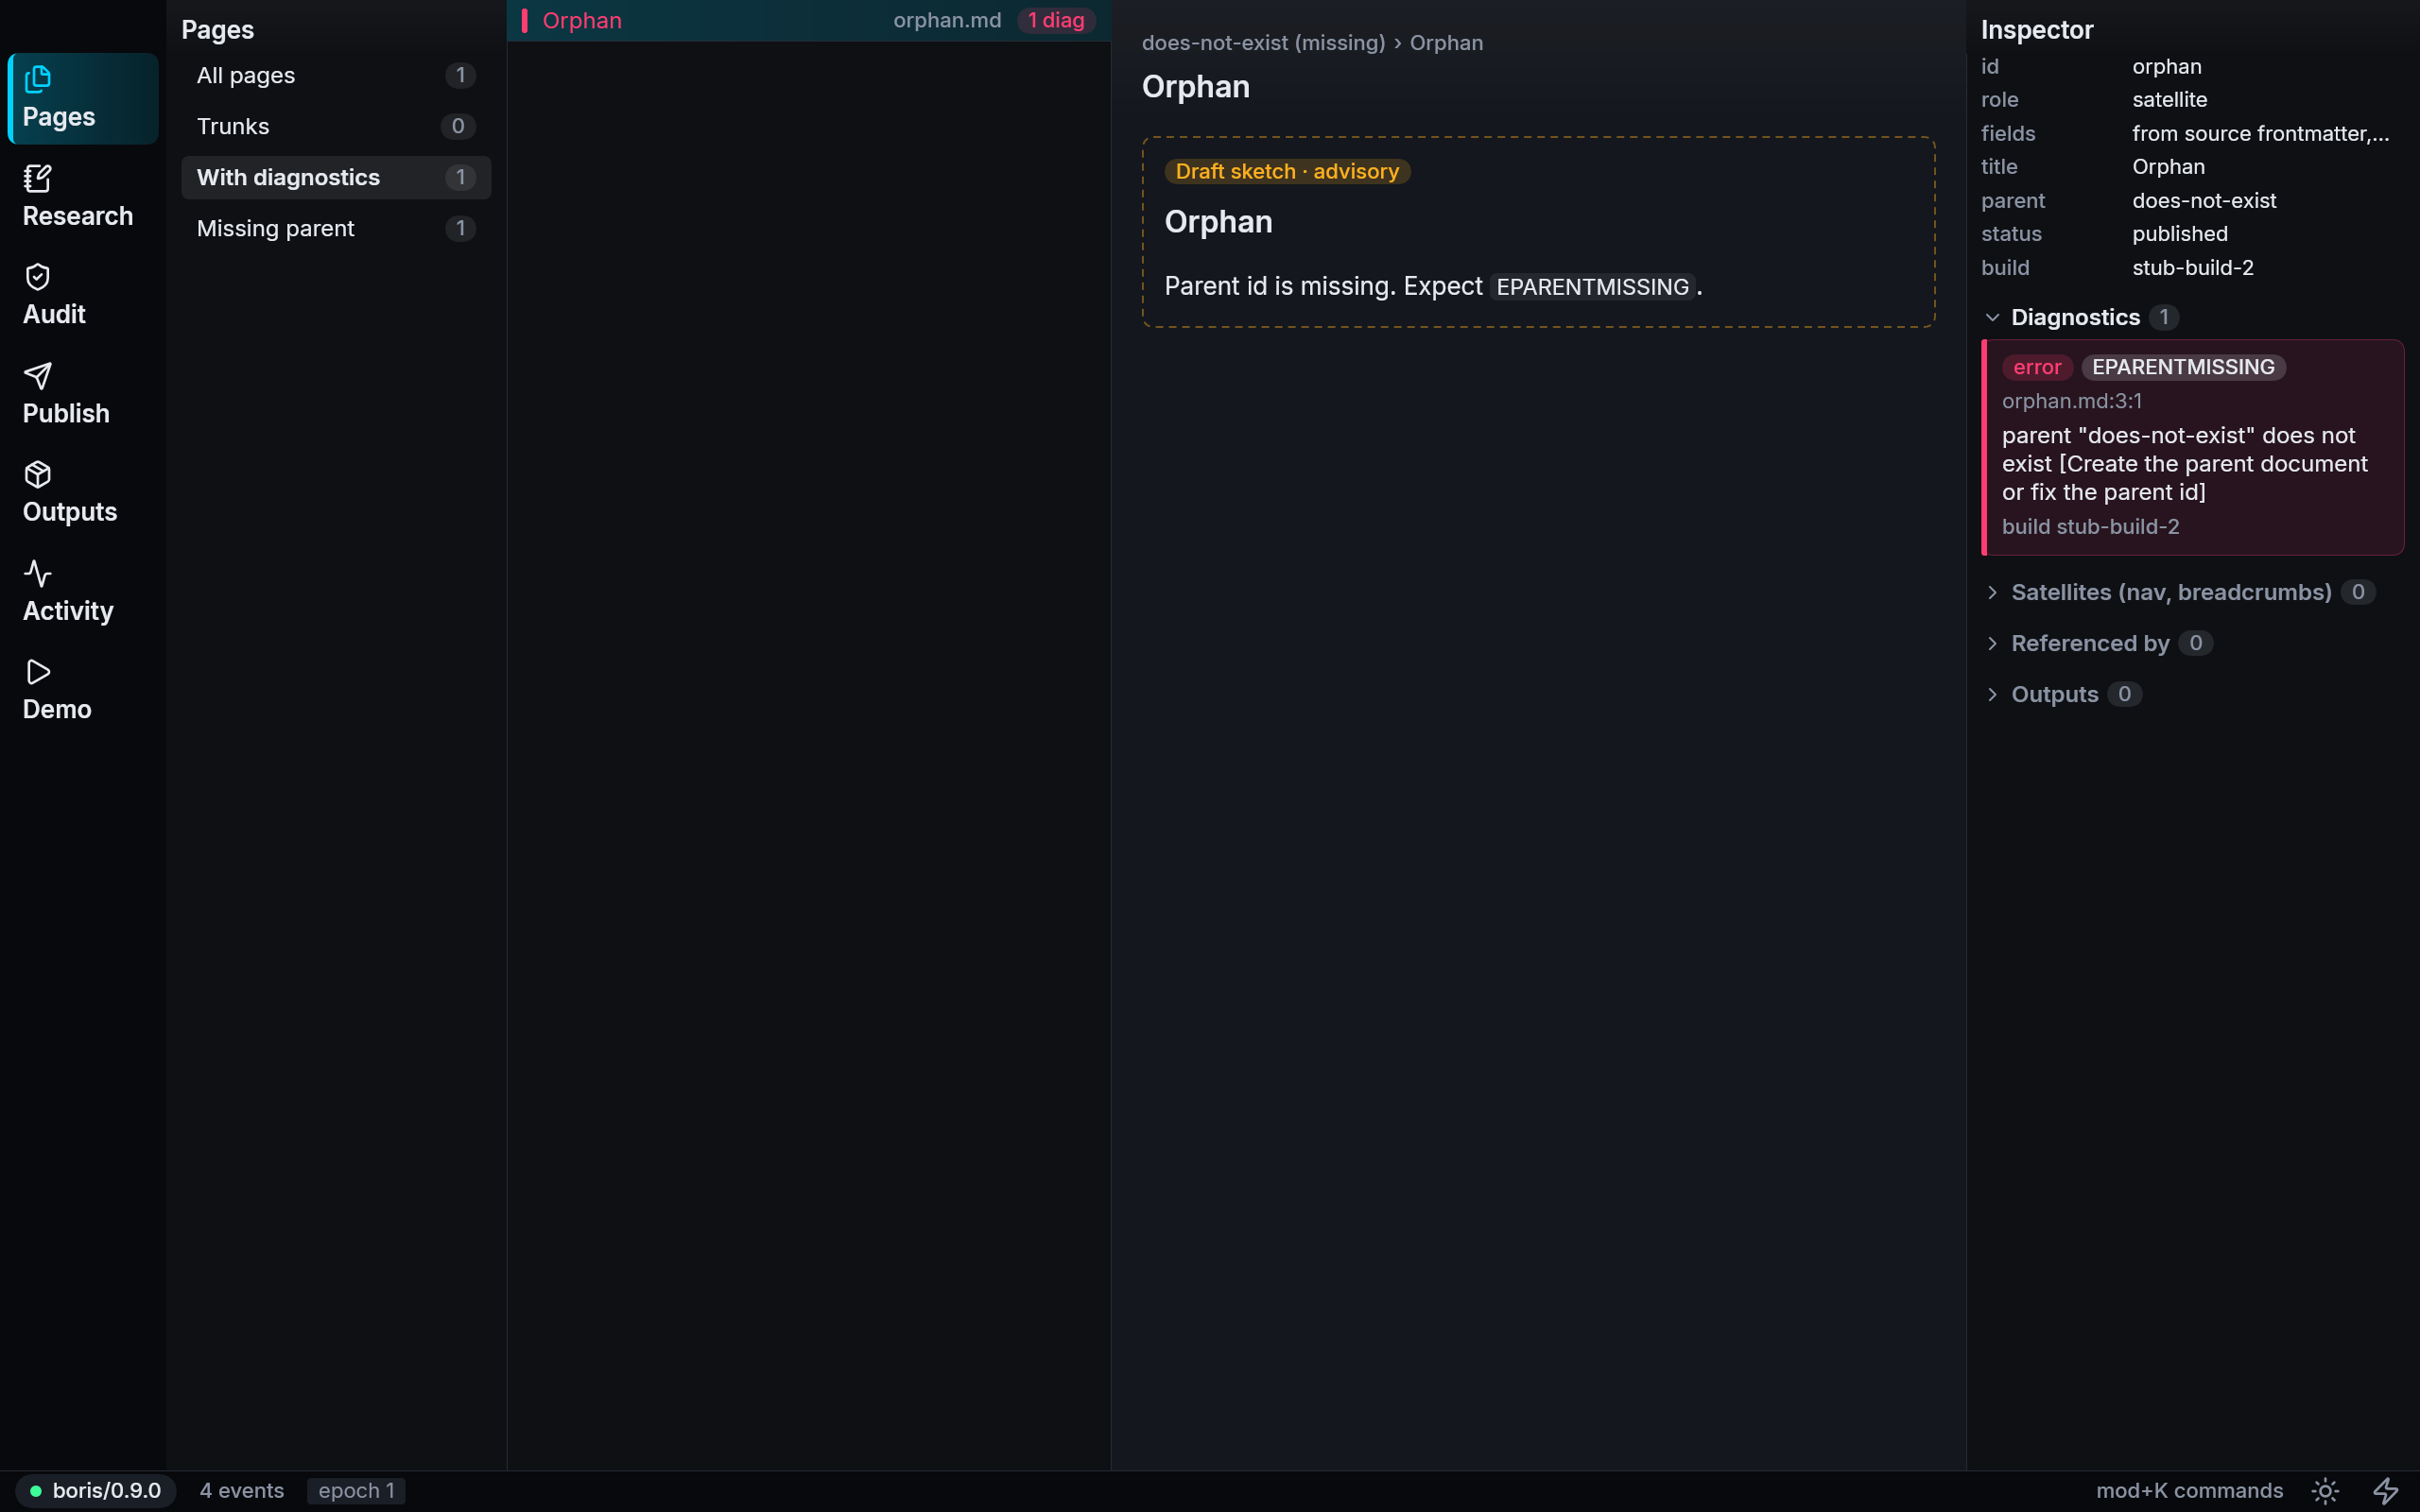 Pages
Research
Audit
Publish
Outputs
Activity
Demo
Pages
All pages 1
Trunks 0
With diagnostics 1
Missing parent 1
Orphan orphan.md 1 diag
does-not-exist (missing) › Orphan
Orphan
Draft sketch · advisory
Orphan
Parent id is missing. Expect EPARENTMISSING.
Inspector
id orphan
role satellite
fields from source frontmatter,...
title Orphan
parent does-not-exist
status published
build stub-build-2
Diagnostics 1
error EPARENTMISSING
orphan.md:3:1
parent "does-not-exist" does not
exist [Create the parent document
or fix the parent id]
build stub-build-2
Satellites (nav, breadcrumbs) 0
Referenced by 0
Outputs 0
boris/0.9.0 4 events epoch 1 mod+K commands